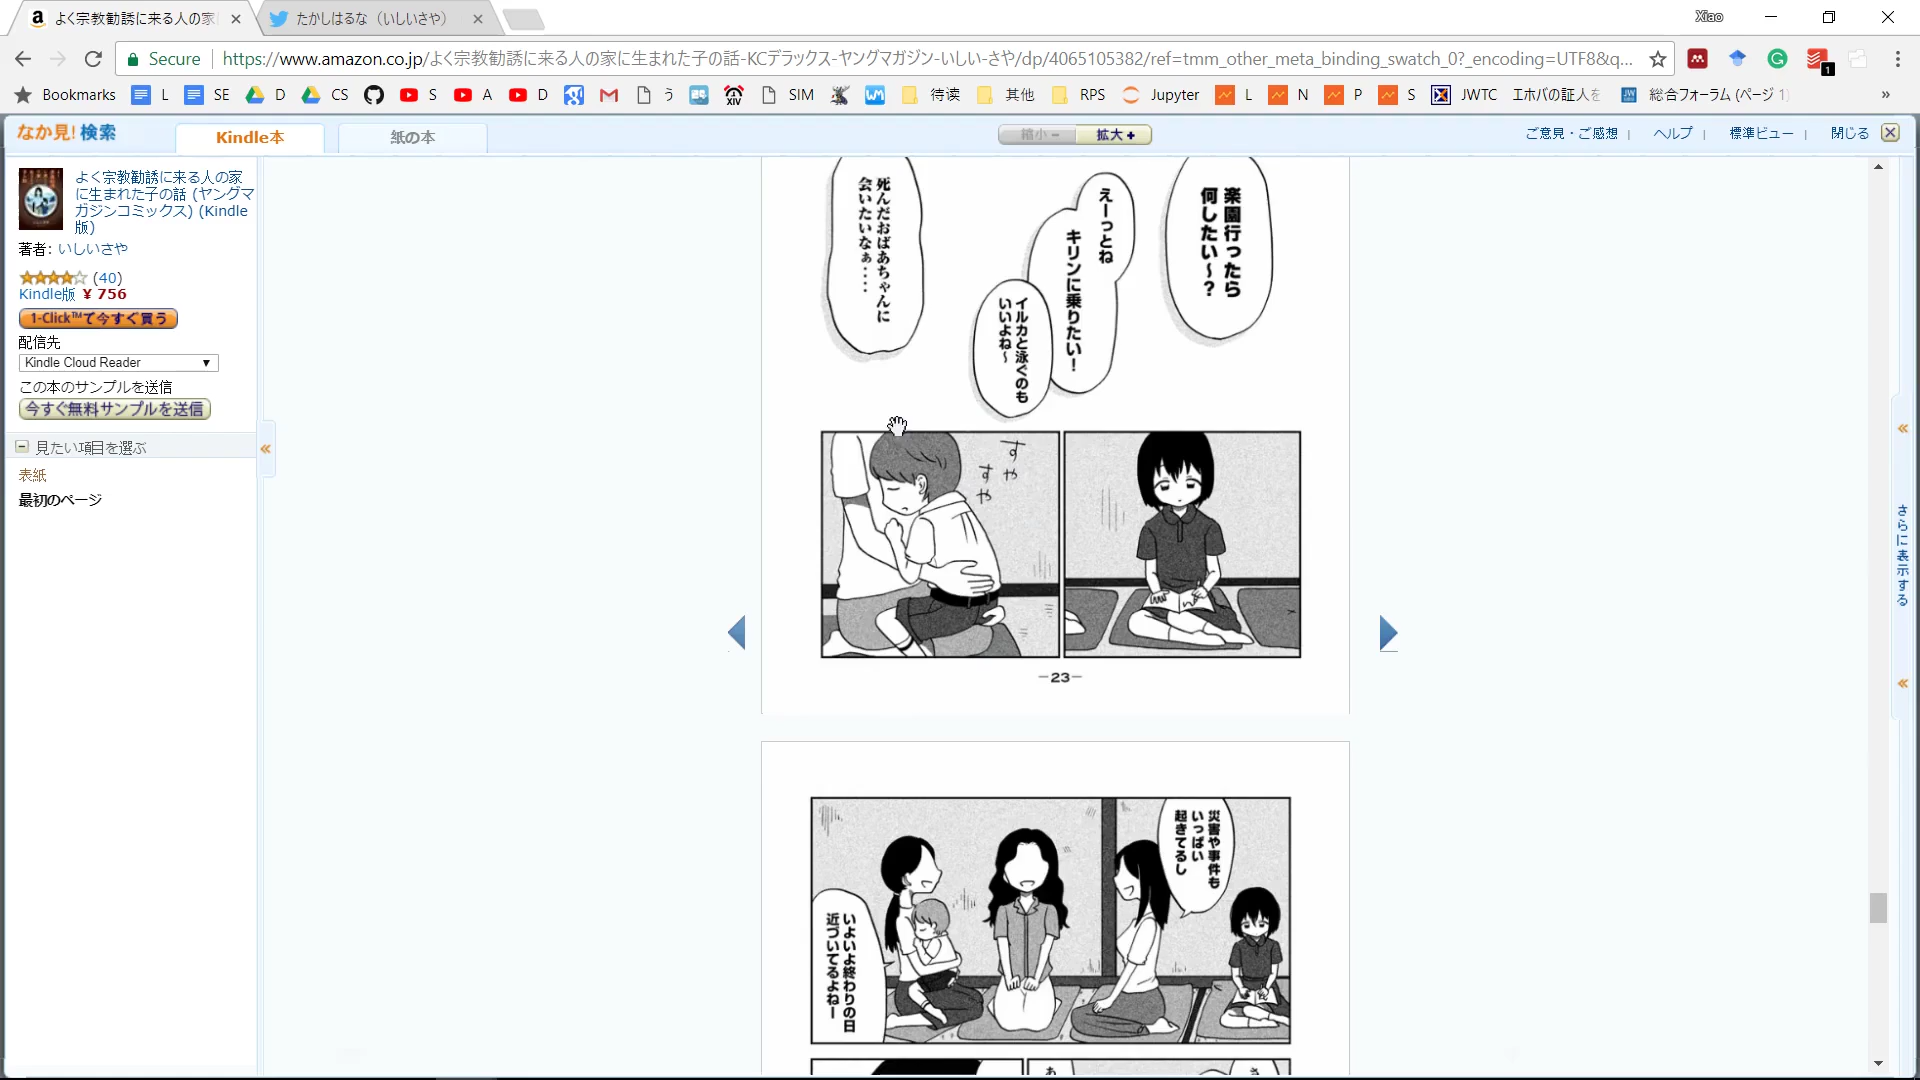 よく宗教勧誘に来る人の家
たかしはるな（いしいさや）
Xiao
Secure
https://www.amazon.co.jp/よく宗教勧誘に来る人の家に生まれた子の話-KCデラックス-ヤングマガジン-いしい-さや/dp/4065105382/ref=tmm_other_meta_binding_swatch_0?_encoding=UTF8&q...
1
Bookmarks L SE D CS S A D う SIM 待読 其他 RPS Jupyter L N P S JWTC エホバの証人を 総合フォーラム (ページ 1)
»
なか見!検索
Kindle本
紙の本
縮小 －
拡大 +
ご意見・ご感想 | ヘルプ | 標準ビュー | 閉じる
よく宗教勧誘に来る人の家
に生まれた子の話 (ヤングマ
ガジンコミックス) (Kindle
版)
著者: いしいさや
(40)
Kindle版 ¥ 756
1-Click™で今すぐ買う
配信先
Kindle Cloud Reader
この本のサンプルを送信
今すぐ無料サンプルを送信
見たい項目を選ぶ
表紙
最初のページ
«
楽園行ったら
何したい〜?
えーっとね
キリンに乗りたい!
イルカと泳ぐのも
いいよね〜
死んだおばあちゃんに
会いたいなぁ‥‥
すや
すや
－23－
災害や事件も
いっぱい
起きてるし
いよいよ終わりの日
近づいてるよねー
さらに表示する
«
«